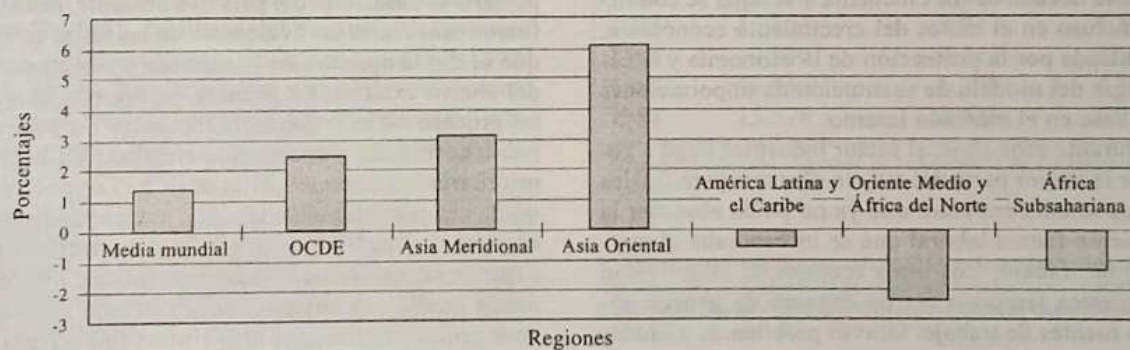 Porcentajes
7
6
5
4
3
2
1
0
-1
-2
-3
Media mundial
OCDE
Asia Meridional
Asia Oriental
América Latina y
el Caribe
Oriente Medio y
África del Norte
África
Subsahariana
Regiones